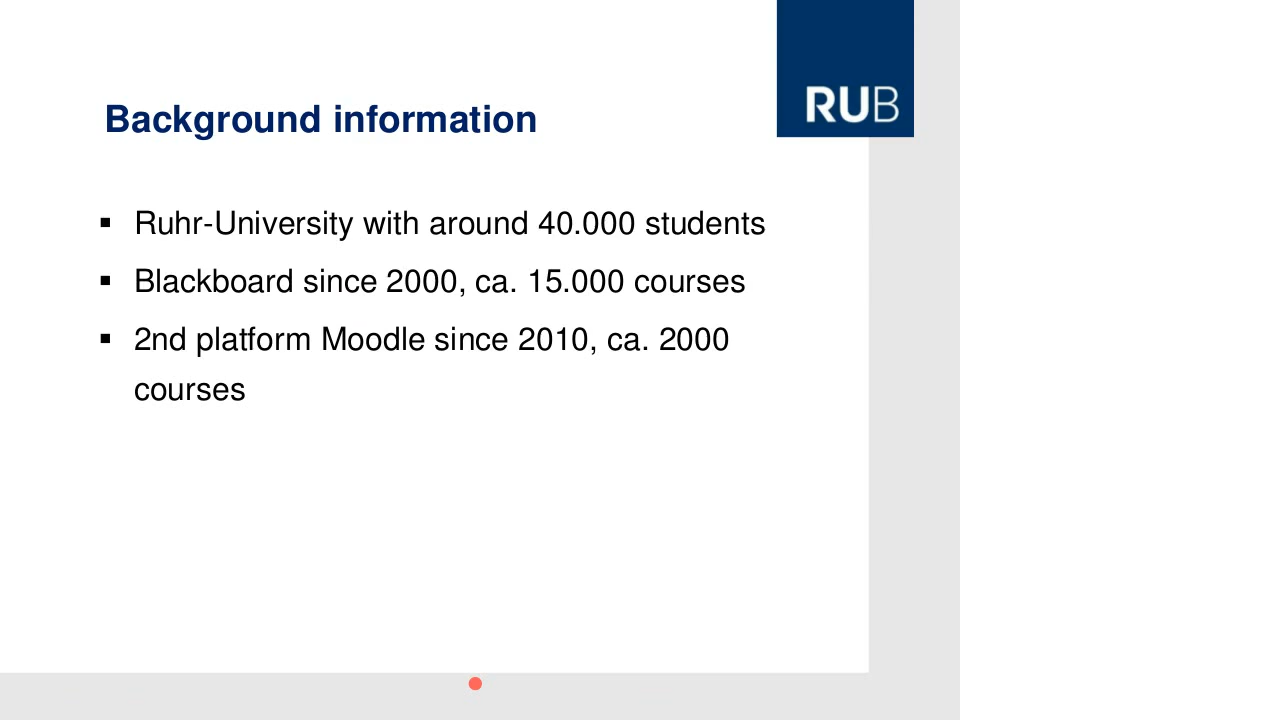 RUB
Background information
▪ Ruhr-University with around 40.000 students
▪ Blackboard since 2000, ca. 15.000 courses
▪ 2nd platform Moodle since 2010, ca. 2000
courses